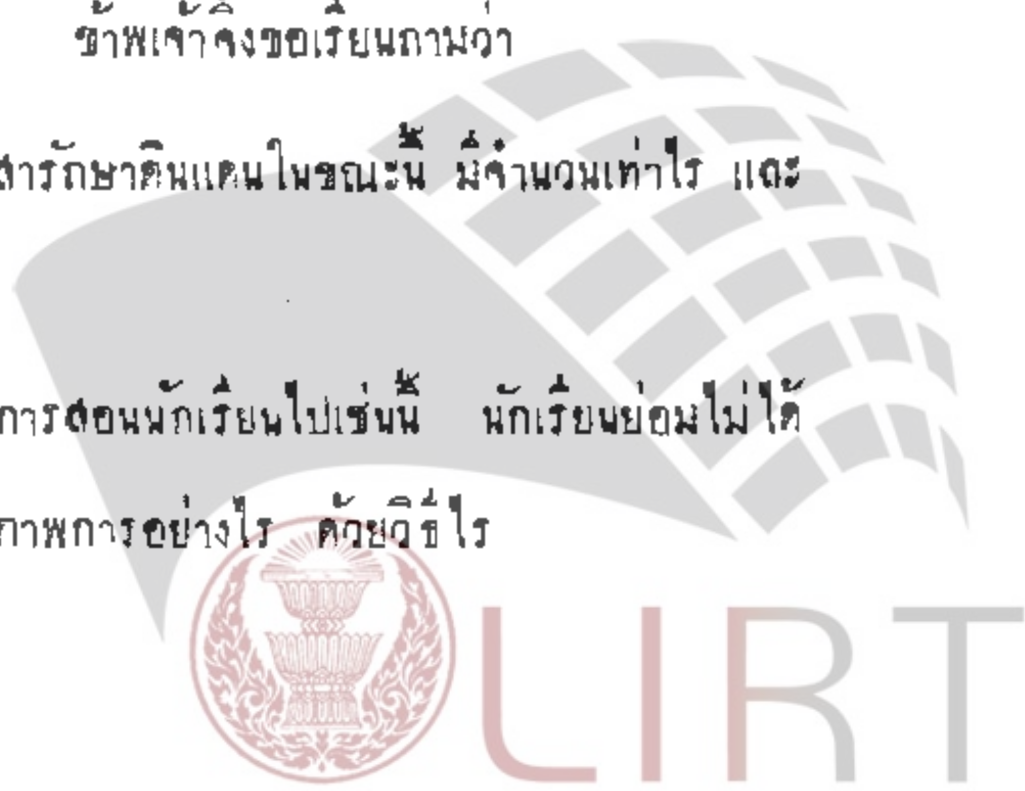 ข้าพเจ้าจึงขอเรียนถามว่า
สารักษาดินแดนในขณะนี้ มีจำนวนเท่าไร และ
การสอนนักเรียนไปเช่นนี้ นักเรียนย่อมไม่ได้
ภาพการอย่างไร ด้วยวิธีไร
LIRT